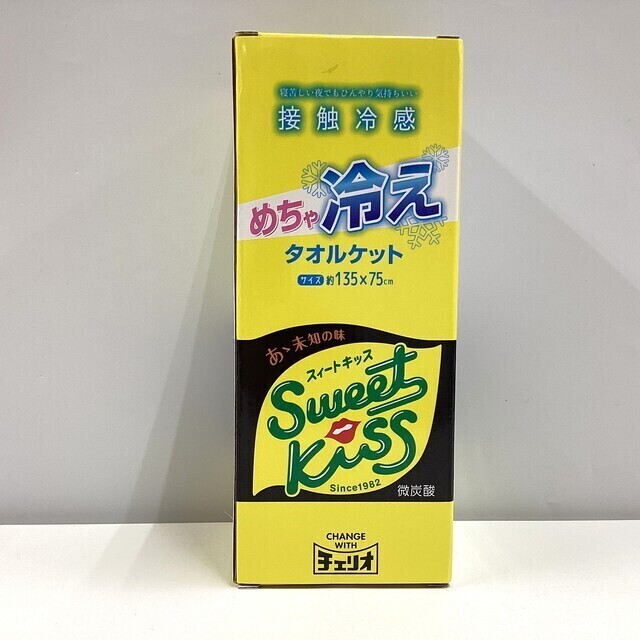 寝苦しい夜でもひんやり気持ちいい
接触冷感
めちゃ冷え
タオルケット
サイズ 約135×75cm
あゝ未知の味
スィートキッス
Sweet
Kiss
Since1982
微炭酸
CHANGE
WITH
チェリオ